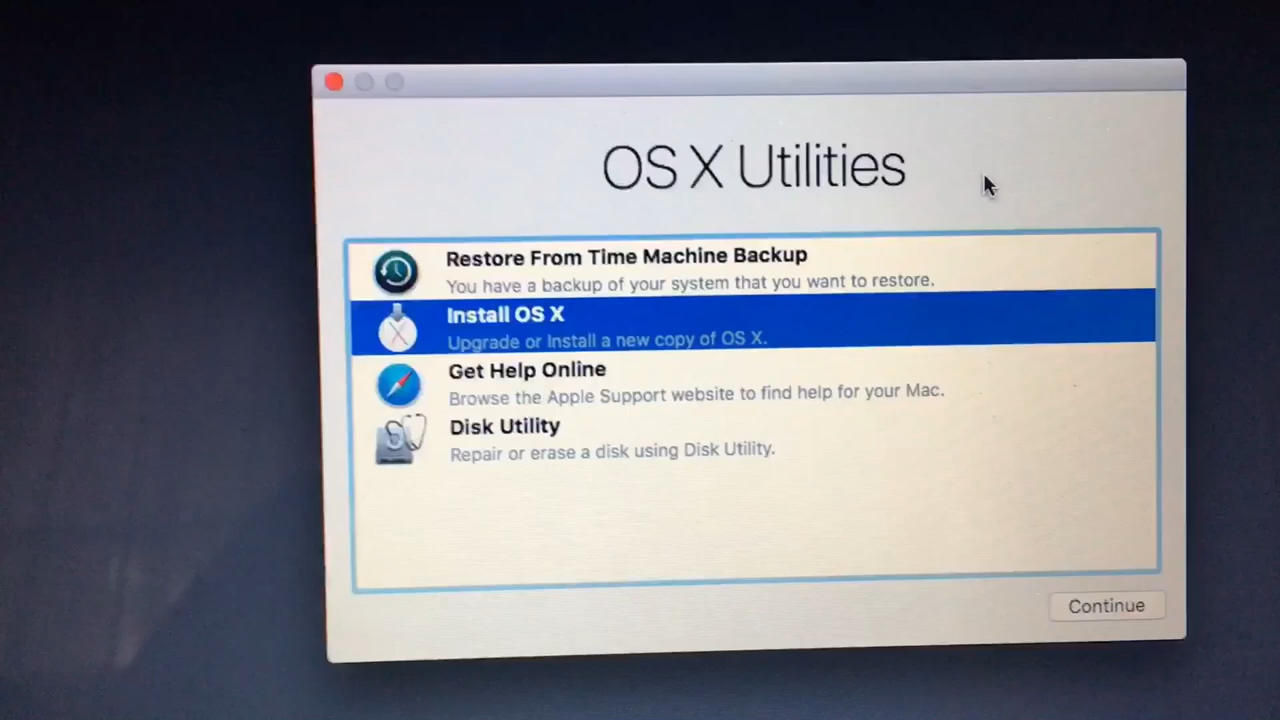 OS X Utilities
Restore From Time Machine Backup
You have a backup of your system that you want to restore.
Install OS X
Upgrade or Install a new copy of OS X.
Get Help Online
Browse the Apple Support website to find help for your Mac.
Disk Utility
Repair or erase a disk using Disk Utility.
Continue